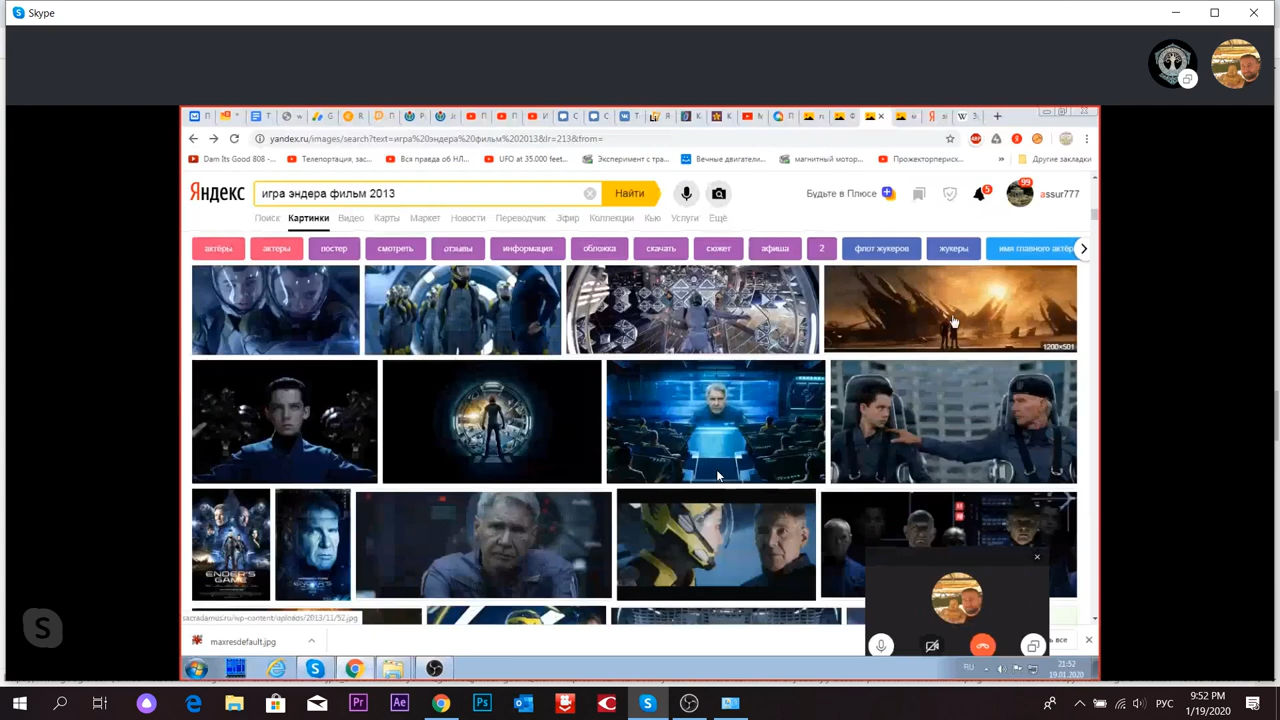 Skype
yandex.ru/images/search?text=игра%20эндера%20фильм%202013&lr=213&from=
Dam Its Good 808 -...
Телепортация, зас...
Вся правда об НЛ...
UFO at 35.000 feet...
Эксперимент с тра...
Вечные двигатели...
магнитный мотор...
Прожекторперисх...
»
Другие закладки
Яндекс
игра эндера фильм 2013
Найти
Будьте в Плюсе
5
99
assur777
Поиск
Картинки
Видео
Карты
Маркет
Новости
Переводчик
Эфир
Коллекции
Кью
Услуги
Ещё
актёры
актеры
постер
смотреть
отзывы
информация
обложка
скачать
сюжет
афиша
2
флот жукеров
жукеры
имя главного актёр
1200×501
ENDER'S
GAME
sacradamus.ru/wp-content/uploads/2013/11/52.jpg
maxresdefault.jpg
RU
21:52
19.01.2020
Pr
Ae
Ps
РУС
9:52 PM
1/19/2020